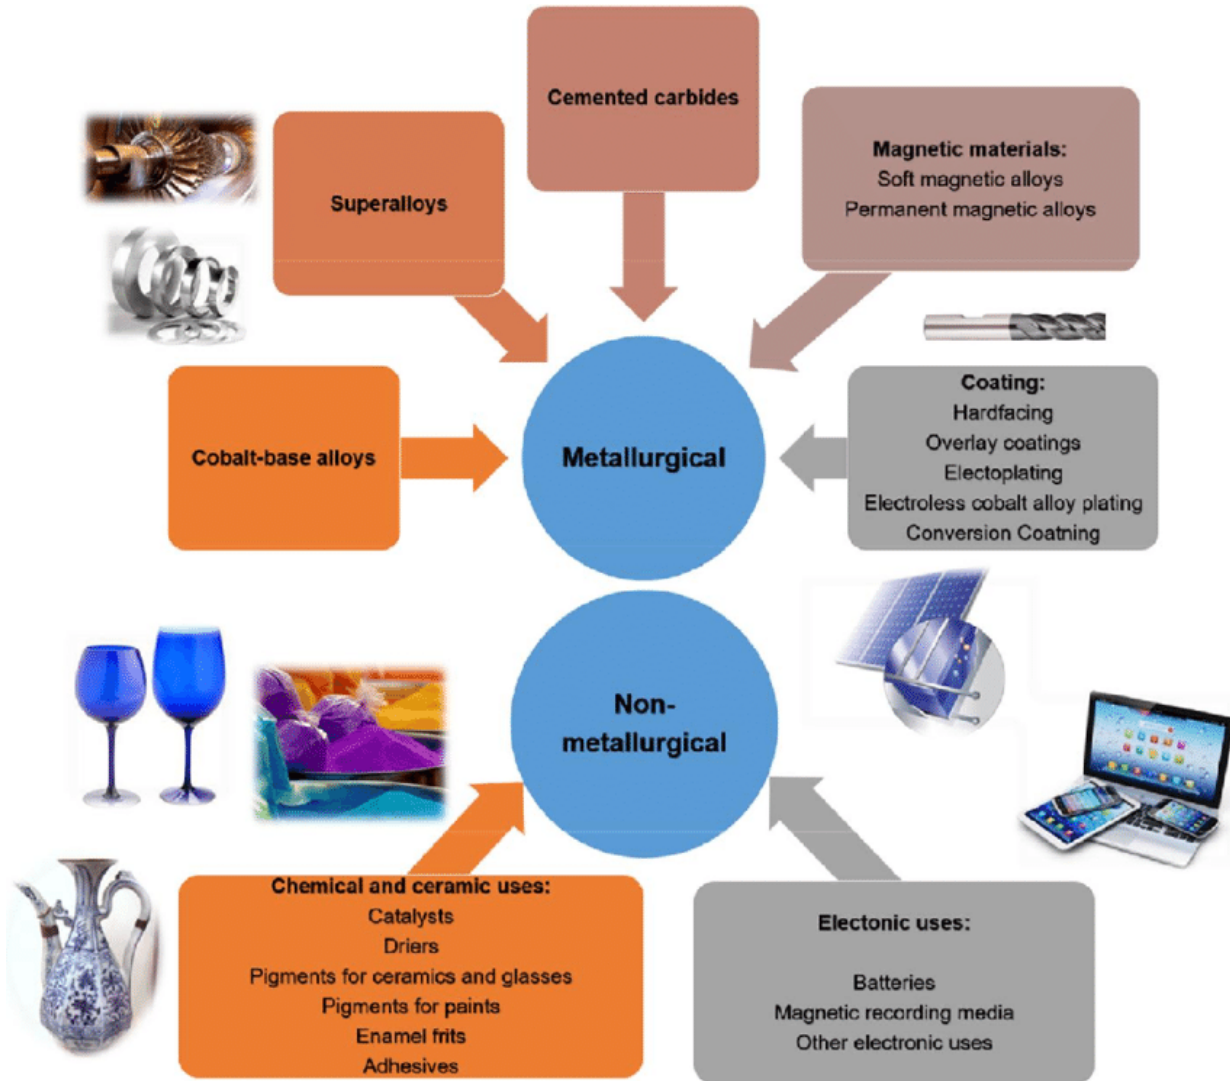 Cemented carbides
Magnetic materials:
Soft magnetic alloys
Permanent magnetic alloys
Superalloys
Cobalt-base alloys
Metallurgical
Coating:
Hardfacing
Overlay coatings
Electoplating
Electroless cobalt alloy plating
Conversion Coatning
Non-
metallurgical
Chemical and ceramic uses:
Catalysts
Driers
Pigments for ceramics and glasses
Pigments for paints
Enamel frits
Adhesives
Electonic uses:
Batteries
Magnetic recording media
Other electronic uses